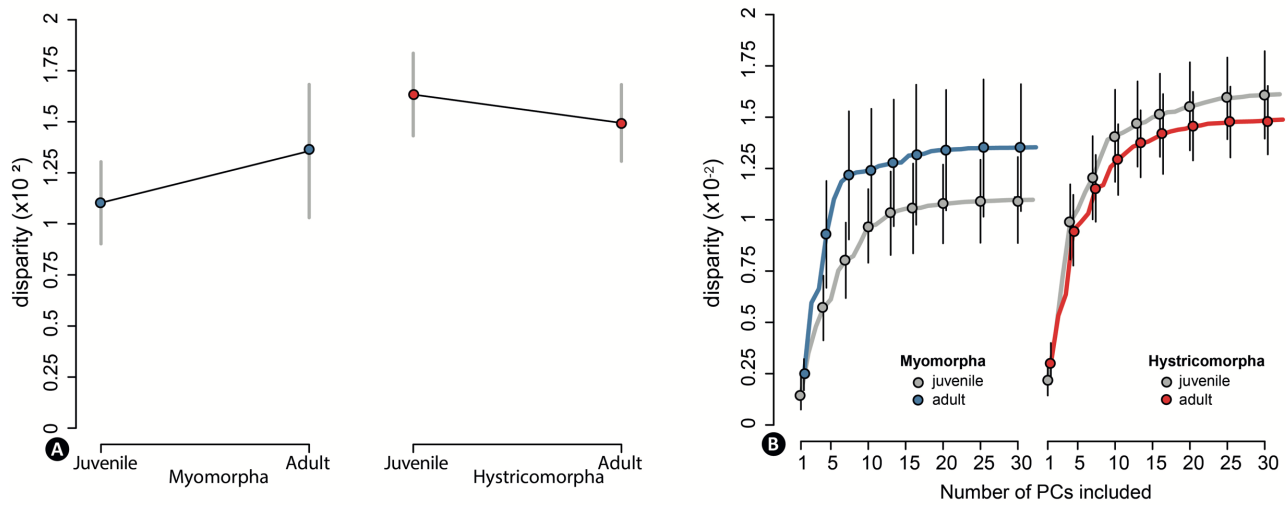 2
1.75
1.5
1.25
1
0.75
0.5
0.25
0
disparity (x10 ²)
A
Juvenile Adult
Myomorpha
Juvenile Adult
Hystricomorpha
2
1.75
1.5
1.25
1
0.75
0.5
0.25
0
disparity (x10⁻²)
B
Myomorpha
juvenile
adult
Hystricomorpha
juvenile
adult
1 5 10 15 20 25 30
1 5 10 15 20 25 30
Number of PCs included